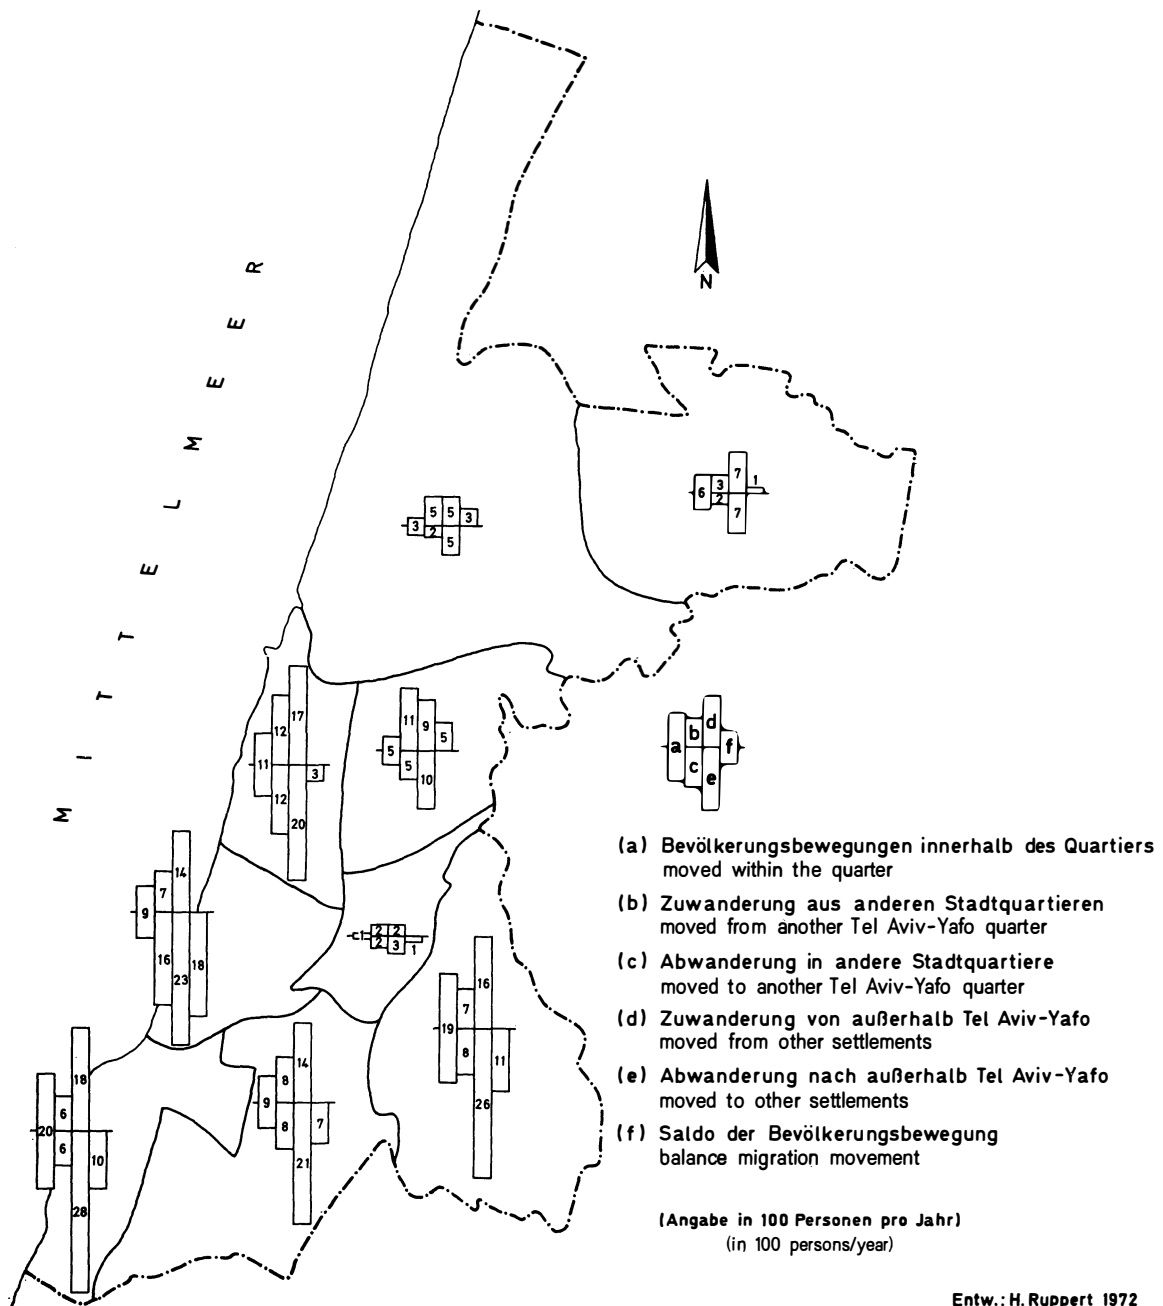 MITTELMEER
N
6
3
2
7
7
1
3
5
2
5
5
3
11
12
12
17
20
3
5
11
5
9
10
5
a
b
c
d
e
f
9
7
16
14
23
18
1
2
2
2
3
1
19
7
8
16
26
11
20
6
6
18
28
10
9
8
8
14
21
7
(a) Bevölkerungsbewegungen innerhalb des Quartiers
moved within the quarter
(b) Zuwanderung aus anderen Stadtquartieren
moved from another Tel Aviv-Yafo quarter
(c) Abwanderung in andere Stadtquartiere
moved to another Tel Aviv-Yafo quarter
(d) Zuwanderung von außerhalb Tel Aviv-Yafo
moved from other settlements
(e) Abwanderung nach außerhalb Tel Aviv-Yafo
moved to other settlements
(f) Saldo der Bevölkerungsbewegung
balance migration movement
(Angabe in 100 Personen pro Jahr)
(in 100 persons/year)
Entw.: H. Ruppert 1972